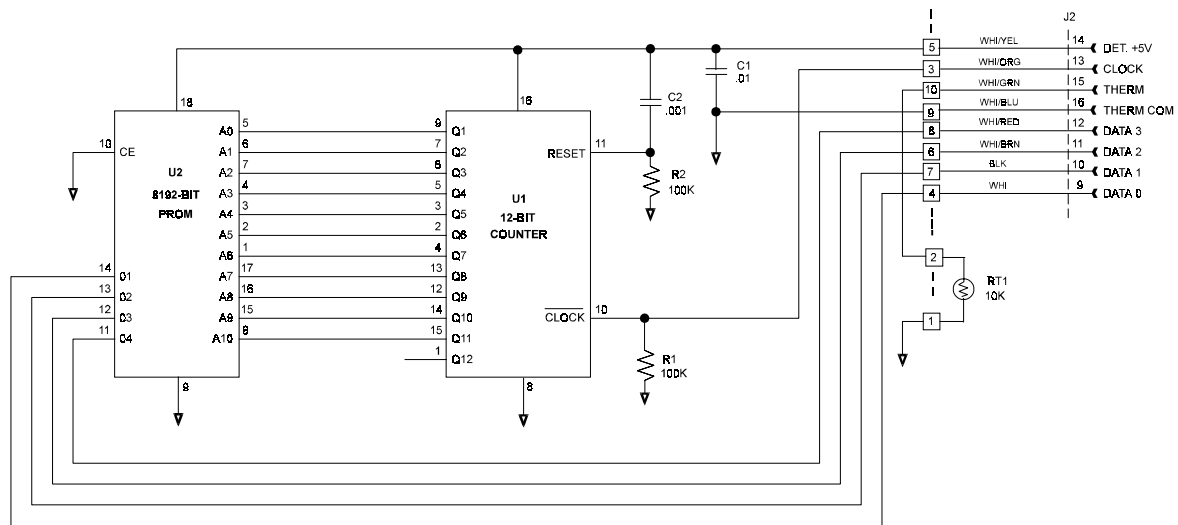 J2
5 WHI/YEL 14 DET. +5V
3 WHI/ORG 13 CLOCK
10 WHI/GRN 15 THERM
9 WHI/BLU 16 THERM COM
8 WHI/RED 12 DATA 3
6 WHI/BRN 11 DATA 2
7 BLK 10 DATA 1
4 WHI 9 DATA 0
C1
.01
C2
.001
18
16
10 CE
U2
8192-BIT
PROM
A0 5 9 Q1
A1 6 7 Q2
A2 7 6 Q3
A3 4 5 Q4
A4 3 3 Q5
A5 2 2 Q6
A6 1 4 Q7
A7 17 13 Q8
A8 16 12 Q9
A9 15 14 Q10
A10 8 15 Q11
1 Q12
14 01
13 02
12 03
11 04
9
U1
12-BIT
COUNTER
RESET 11
CLOCK 10
8
R2
100K
R1
100K
2
RT1
10K
1